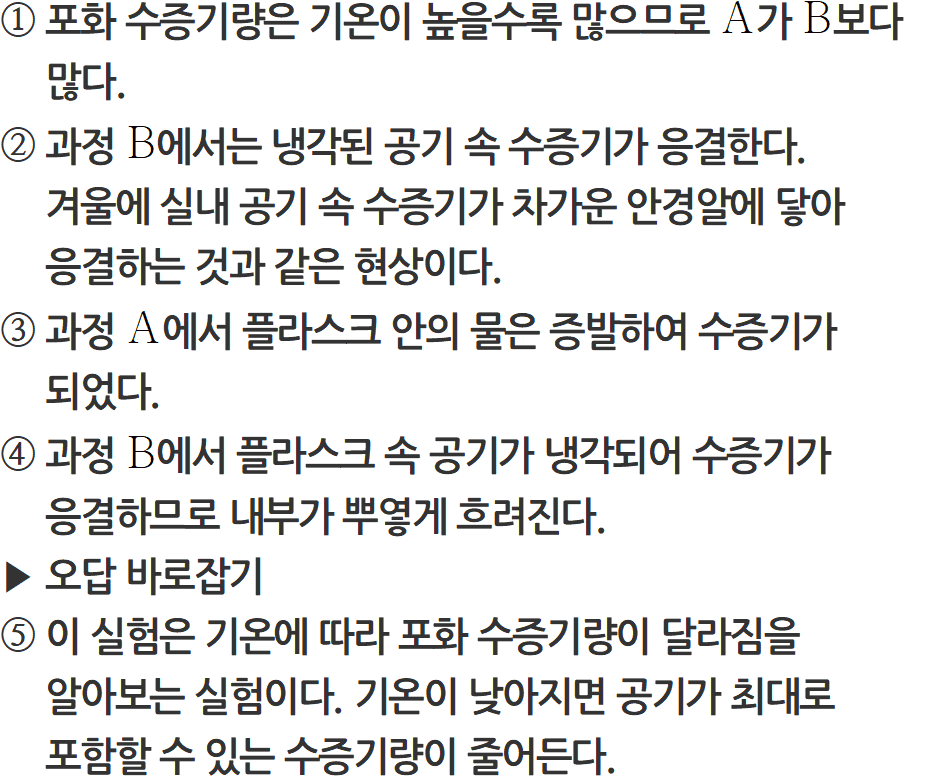 ① 포화 수증기량은 기온이 높을수록 많으므로 A가 B보다
많다.
② 과정 B에서는 냉각된 공기 속 수증기가 응결한다.
겨울에 실내 공기 속 수증기가 차가운 안경알에 닿아
응결하는 것과 같은 현상이다.
③ 과정 A에서 플라스크 안의 물은 증발하여 수증기가
되었다.
④ 과정 B에서 플라스크 속 공기가 냉각되어 수증기가
응결하므로 내부가 뿌옇게 흐려진다.
▶ 오답 바로잡기
⑤ 이 실험은 기온에 따라 포화 수증기량이 달라짐을
알아보는 실험이다. 기온이 낮아지면 공기가 최대로
포함할 수 있는 수증기량이 줄어든다.